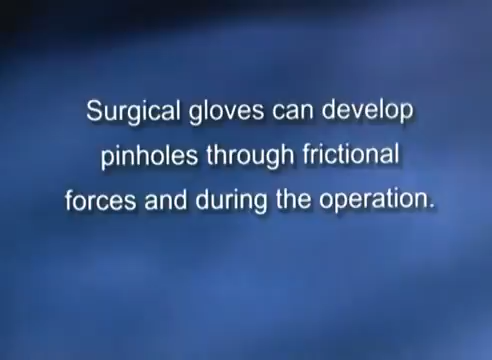 Surgical gloves can develop
pinholes through frictional
forces and during the operation.